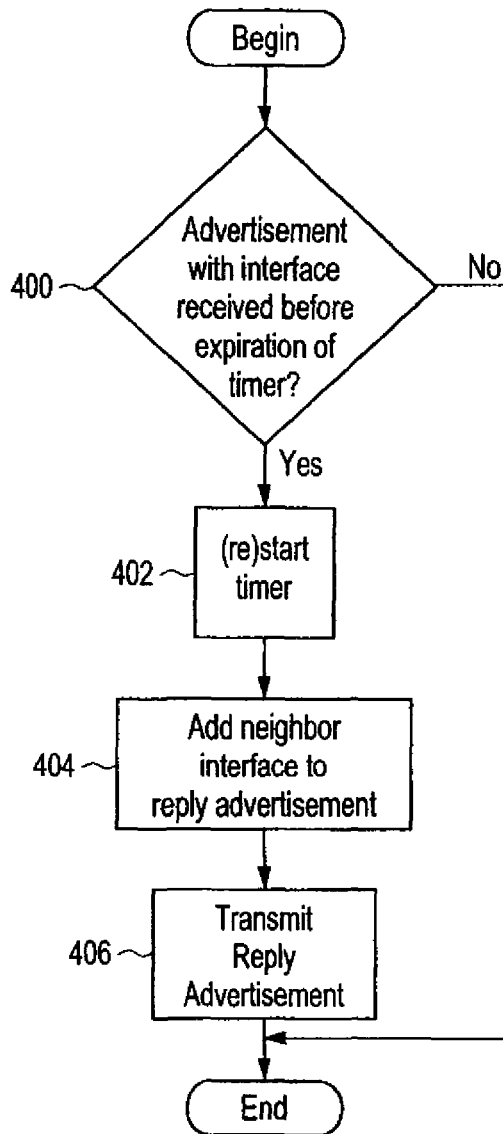 Begin
Advertisement
with interface
received before
expiration of
timer?
400
No
Yes
(re)start
timer
402
Add neighbor
interface to
reply advertisement
404
Transmit
Reply
Advertisement
406
End